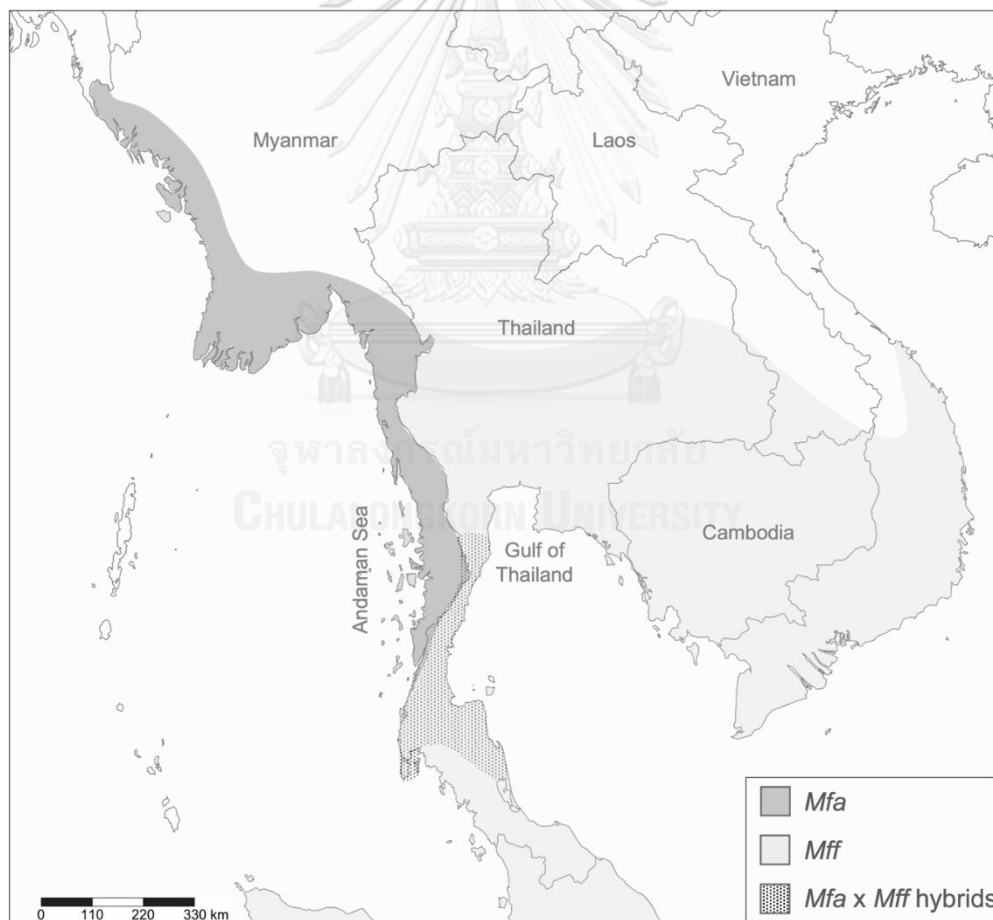 Vietnam
Myanmar
Laos
Thailand
จุฬาลงกรณ์มหาวิทยาลัย
CHULALONGKORN UNIVERSITY
Cambodia
Andaman Sea
Gulf of
Thailand
Mfa
Mff
Mfa x Mff hybrids
0 110 220 330 km